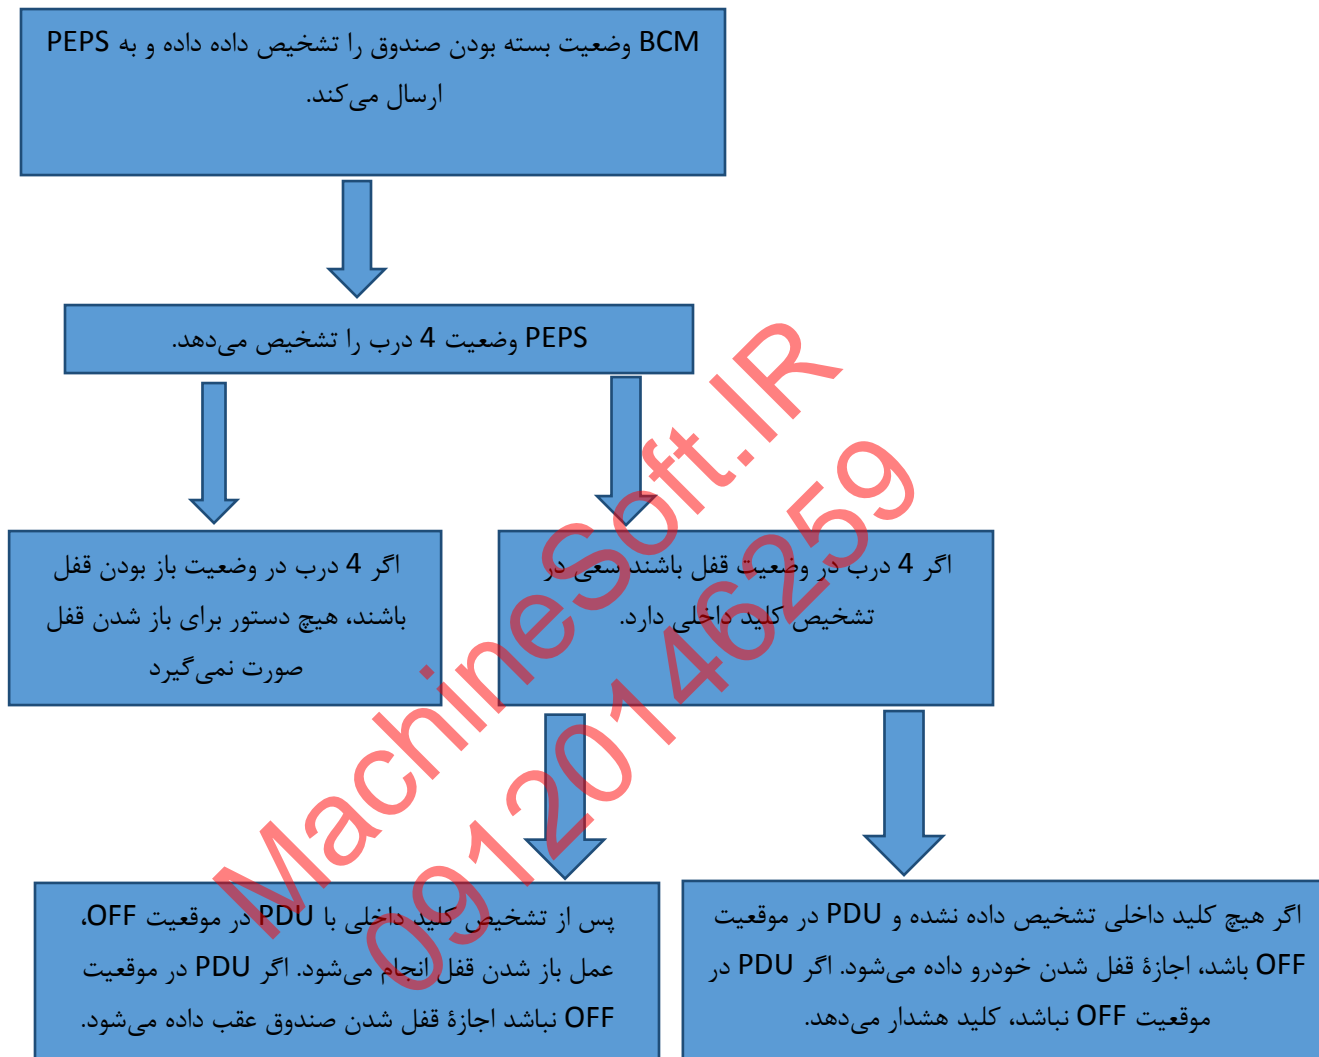 BCM وضعیت بسته بودن صندوق را تشخیص داده داده و به PEPS
ارسال می‌کند.
PEPS وضعیت 4 درب را تشخیص می‌دهد.
اگر 4 درب در وضعیت قفل باشند سعی در
تشخیص کلید داخلی دارد.
اگر 4 درب در وضعیت باز بودن قفل
باشند، هیچ دستور برای باز شدن قفل
صورت نمی‌گیرد
اگر هیچ کلید داخلی تشخیص داده نشده و PDU در موقعیت
OFF باشد، اجازهٔ قفل شدن خودرو داده می‌شود. اگر PDU در
موقعیت OFF نباشد، کلید هشدار می‌دهد.
پس از تشخیص کلید داخلی با PDU در موقعیت OFF،
عمل باز شدن قفل انجام می‌شود. اگر PDU در موقعیت
OFF نباشد اجازهٔ قفل شدن صندوق عقب داده می‌شود.
MachineSoft.IR
09120146259